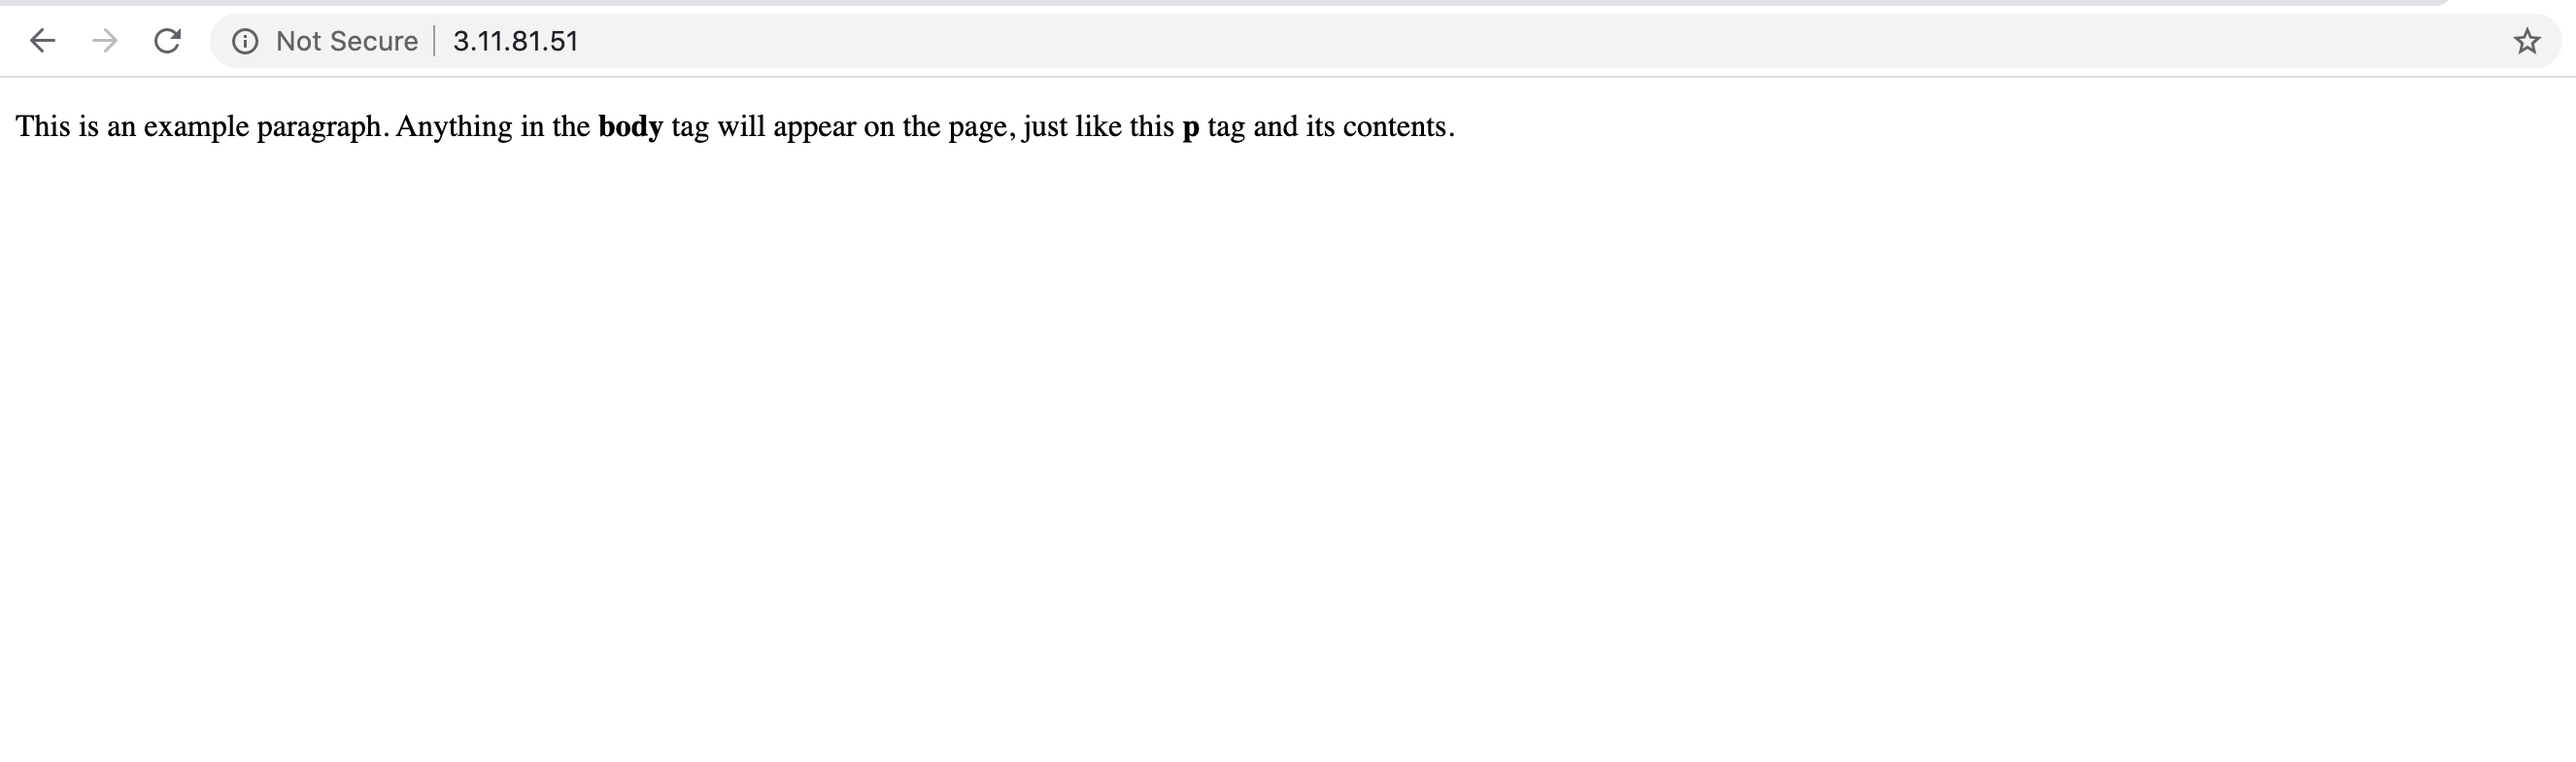 Not Secure | 3.11.81.51
This is an example paragraph. Anything in the body tag will appear on the page, just like this p tag and its contents.